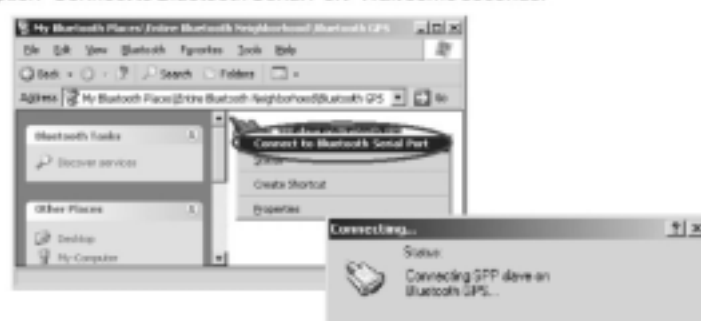 My Bluetooth Places\Entire Bluetooth Neighborhood\Bluetooth GPS
File Edit View Bluetooth Favorites Tools Help
Back Search Folders
Address My Bluetooth Places\Entire Bluetooth Neighborhood\Bluetooth GPS Go
Bluetooth Tasks
Discover services
Connect to Bluetooth Serial Port
Status
Create Shortcut
Properties
Other Places
Desktop
My Computer
Connecting...
Status:
Connecting SPP slave on
Bluetooth GPS...